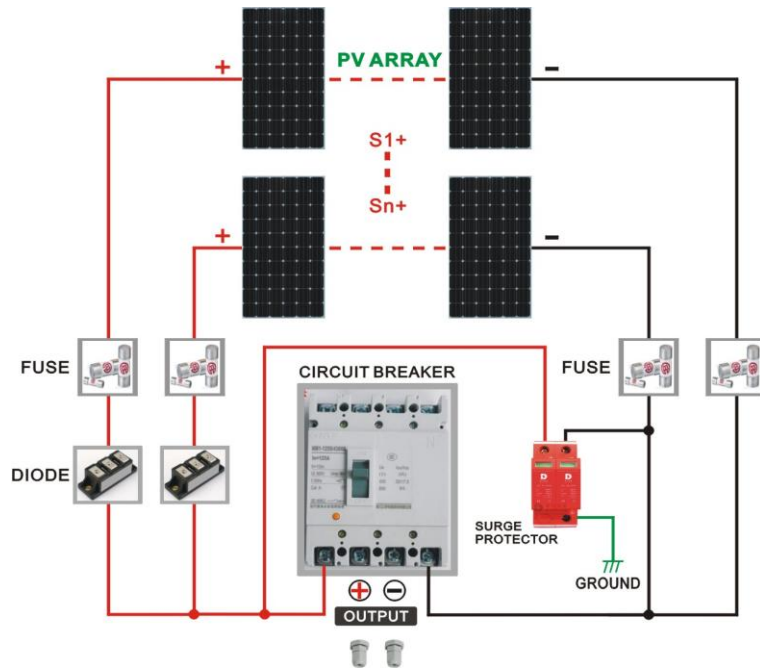 PV ARRAY
+
−
S1+
Sn+
+
−
FUSE
CIRCUIT BREAKER
FUSE
DIODE
D D
SURGE
PROTECTOR
GROUND
+ −
OUTPUT